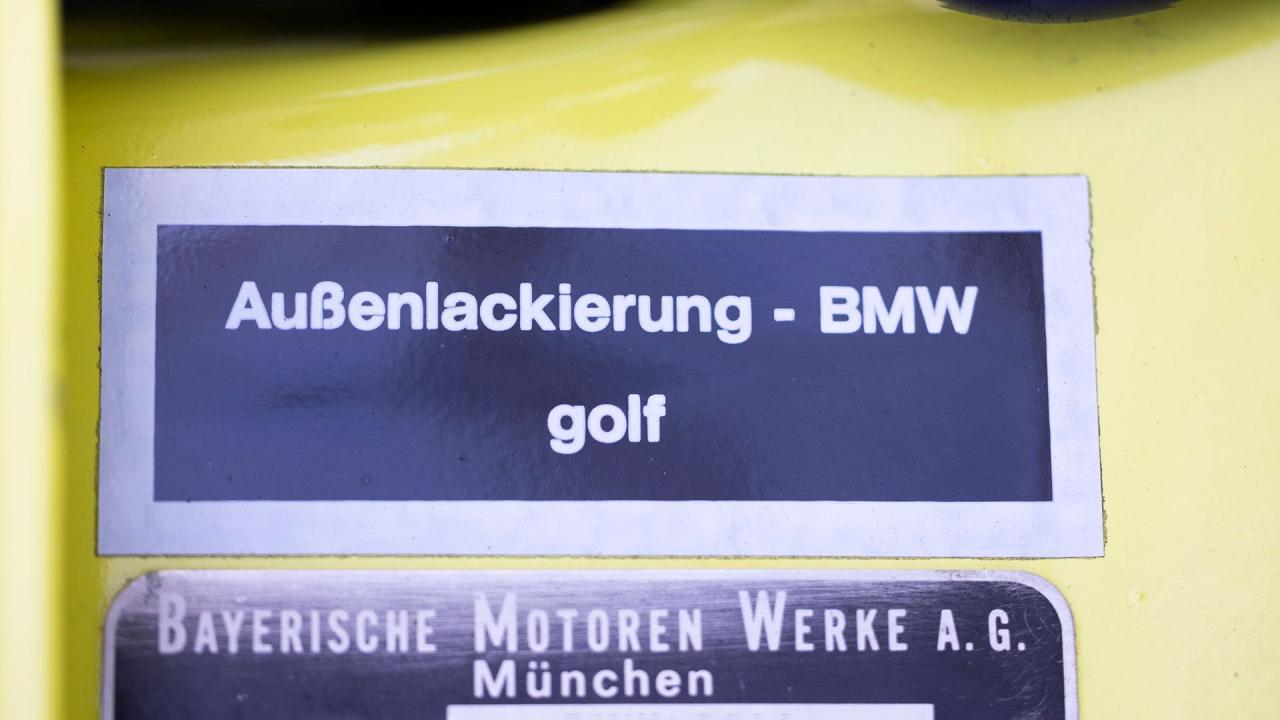 Außenlackierung - BMW
golf
BAYERISCHE MOTOREN WERKE A. G.
München